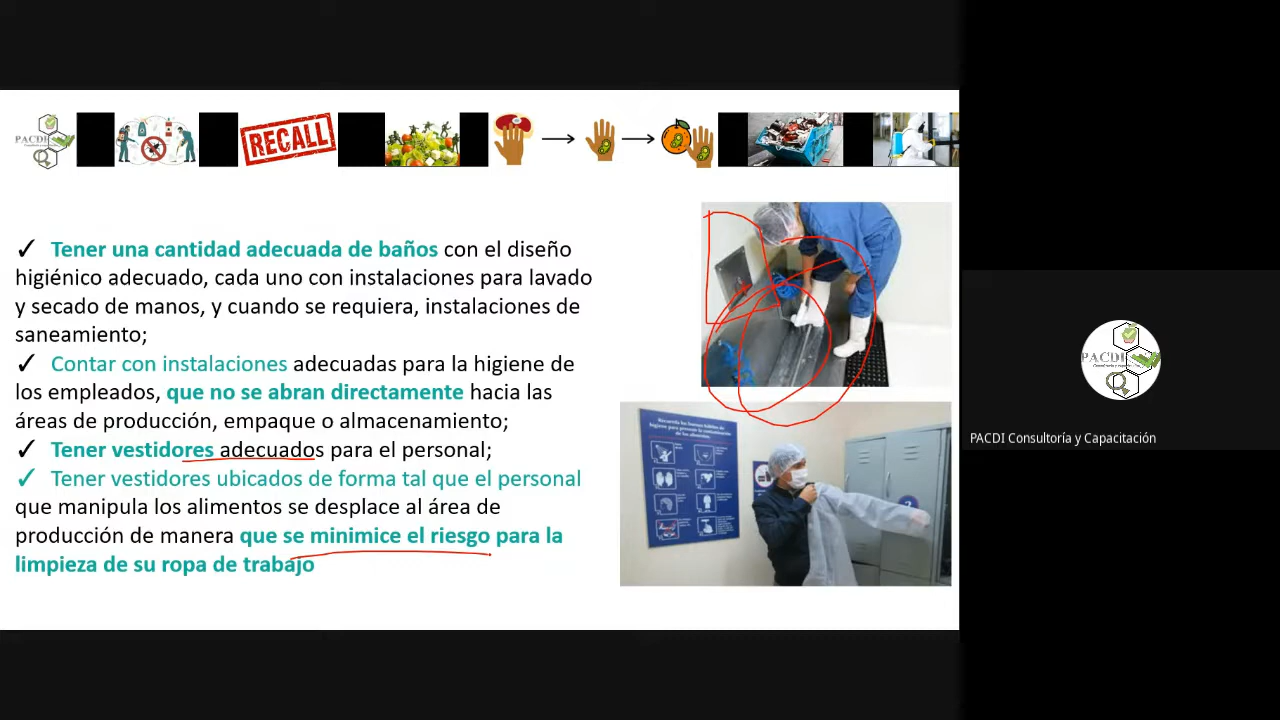 PACDI
RECALL
✓ Tener una cantidad adecuada de baños con el diseño
higiénico adecuado, cada uno con instalaciones para lavado
y secado de manos, y cuando se requiera, instalaciones de
saneamiento;
✓ Contar con instalaciones adecuadas para la higiene de
los empleados, que no se abran directamente hacia las
áreas de producción, empaque o almacenamiento;
✓ Tener vestidores adecuados para el personal;
✓ Tener vestidores ubicados de forma tal que el personal
que manipula los alimentos se desplace al área de
producción de manera que se minimice el riesgo para la
limpieza de su ropa de trabajo
PACDI
PACDI Consultoría y Capacitación